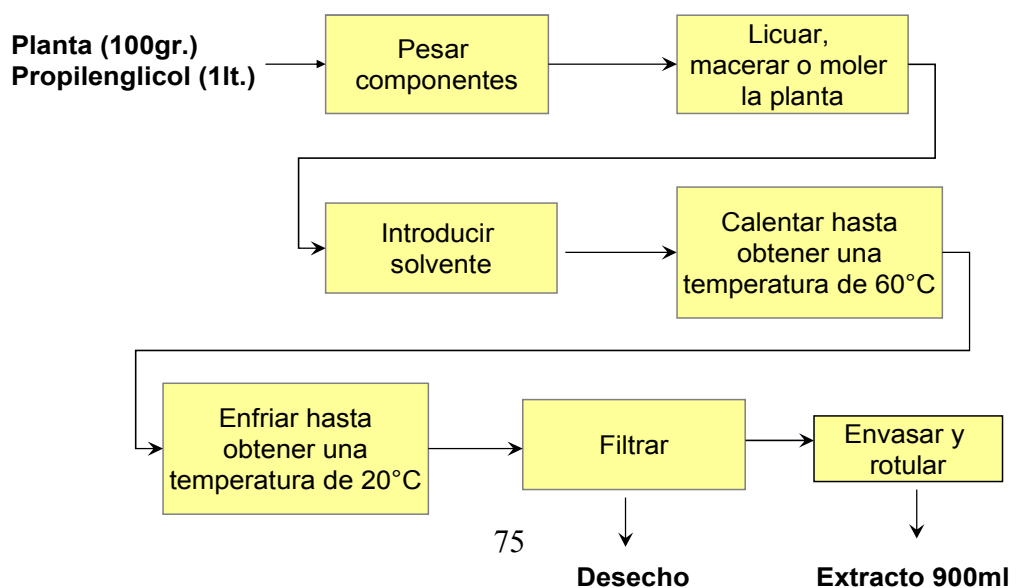 Planta (100gr.)
Propilenglicol (1lt.)
Pesar
componentes
Licuar,
macerar o moler
la planta
Introducir
solvente
Calentar hasta
obtener una
temperatura de 60°C
Enfriar hasta
obtener una
temperatura de 20°C
Filtrar
Envasar y
rotular
75
Desecho
Extracto 900ml